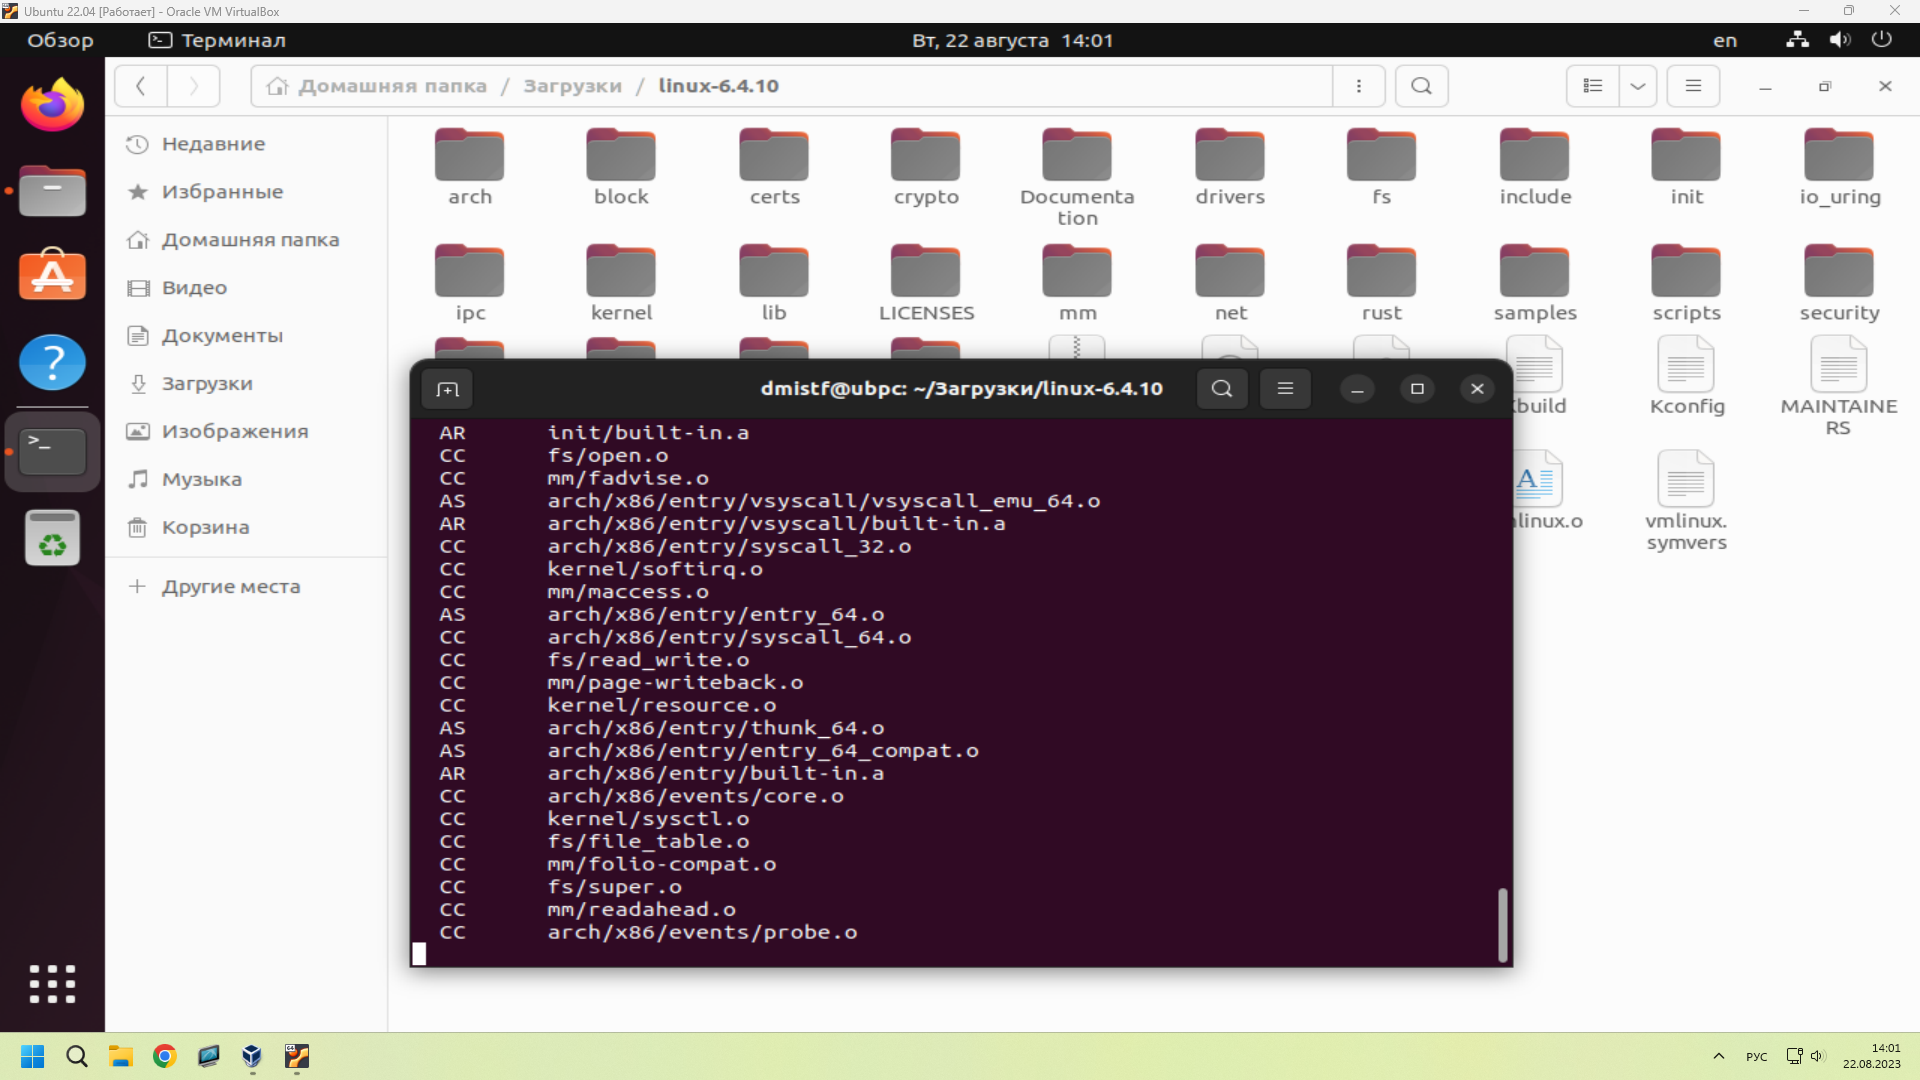 Ubuntu 22.04 [Работает] - Oracle VM VirtualBox
Обзор
Терминал
Вт, 22 августа 14:01
en
Домашняя папка / Загрузки / linux-6.4.10
Недавние
Избранные
Домашняя папка
Видео
Документы
Загрузки
Изображения
Музыка
Корзина
Другие места
arch
block
certs
crypto
Documenta
tion
drivers
fs
include
init
io_uring
ipc
kernel
lib
LICENSES
mm
net
rust
samples
scripts
security
Kbuild
Kconfig
MAINTAINE
RS
linux.o
vmlinux.
symvers
dmistf@ubpc: ~/Загрузки/linux-6.4.10
AR init/built-in.a
CC fs/open.o
CC mm/fadvise.o
AS arch/x86/entry/vsyscall/vsyscall_emu_64.o
AR arch/x86/entry/vsyscall/built-in.a
CC arch/x86/entry/syscall_32.o
CC kernel/softirq.o
CC mm/maccess.o
AS arch/x86/entry/entry_64.o
CC arch/x86/entry/syscall_64.o
CC fs/read_write.o
CC mm/page-writeback.o
CC kernel/resource.o
AS arch/x86/entry/thunk_64.o
AS arch/x86/entry/entry_64_compat.o
AR arch/x86/entry/built-in.a
CC arch/x86/events/core.o
CC kernel/sysctl.o
CC fs/file_table.o
CC mm/folio-compat.o
CC fs/super.o
CC mm/readahead.o
CC arch/x86/events/probe.o
РУС
14:01
22.08.2023